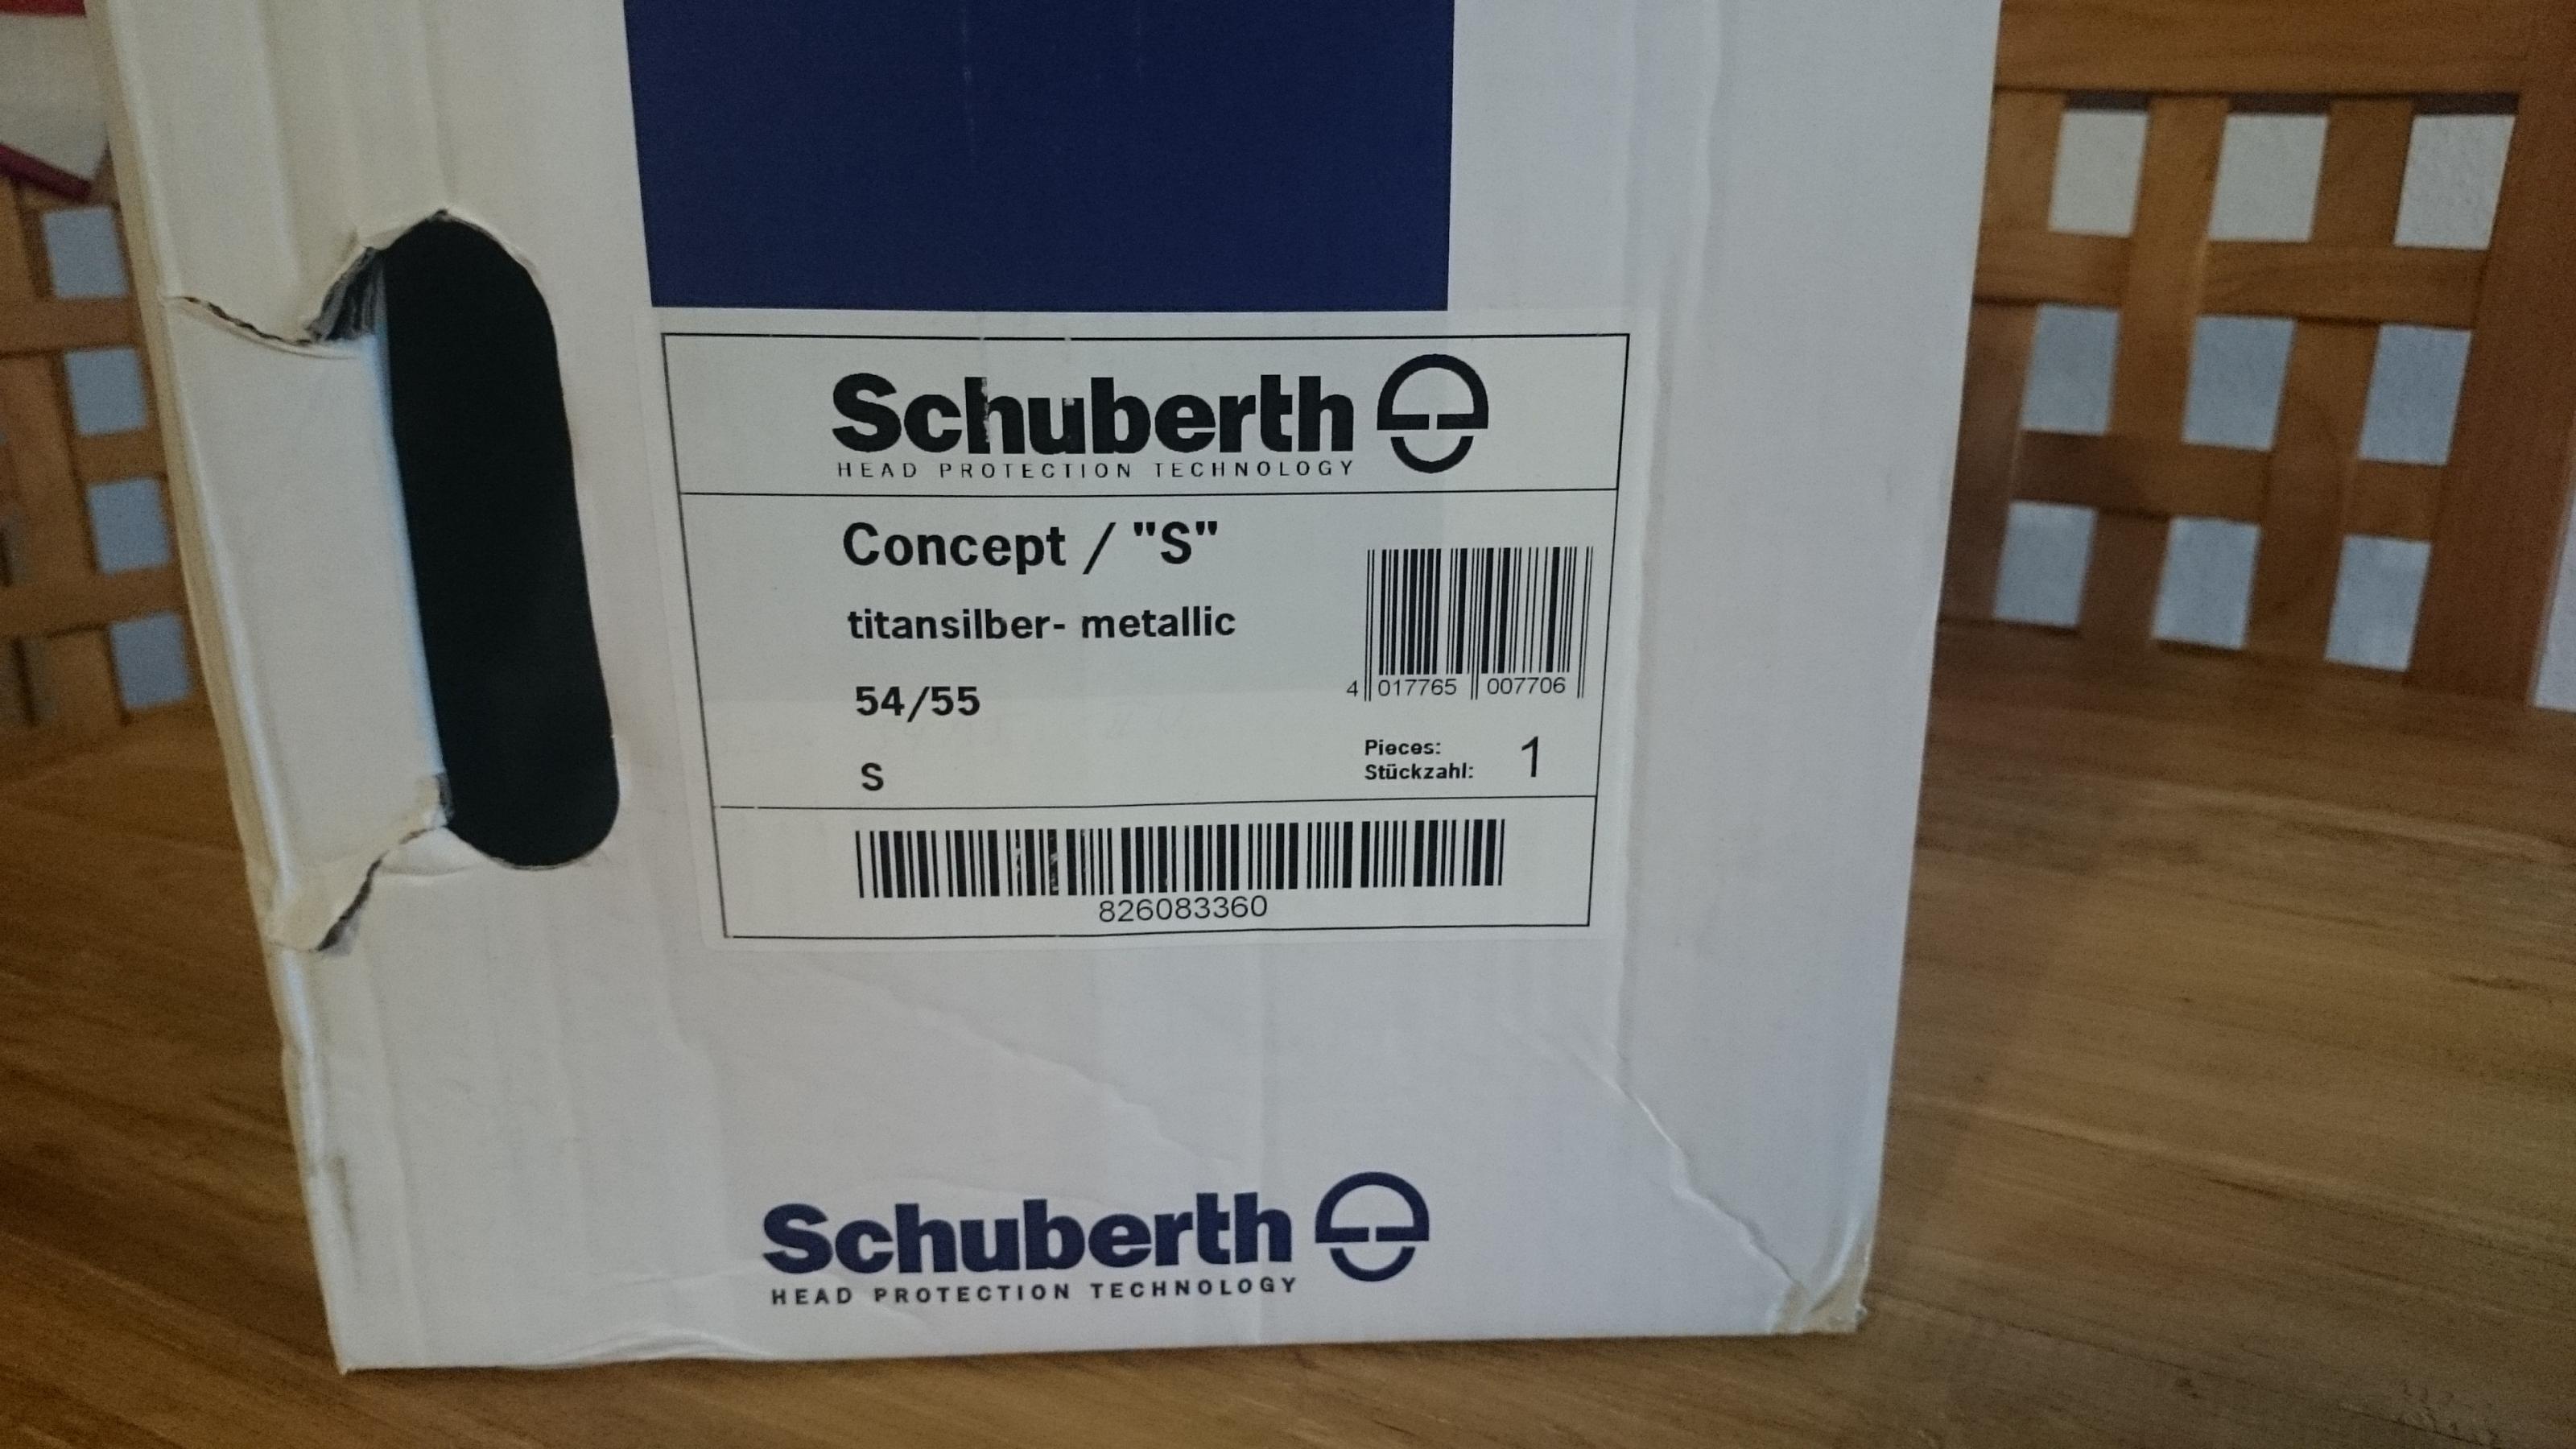 Schuberth
HEAD PROTECTION TECHNOLOGY
Concept / "S"
titansilber- metallic
54/55
S
4 017765 007706
Pieces:
Stückzahl: 1
826083360
Schuberth
HEAD PROTECTION TECHNOLOGY